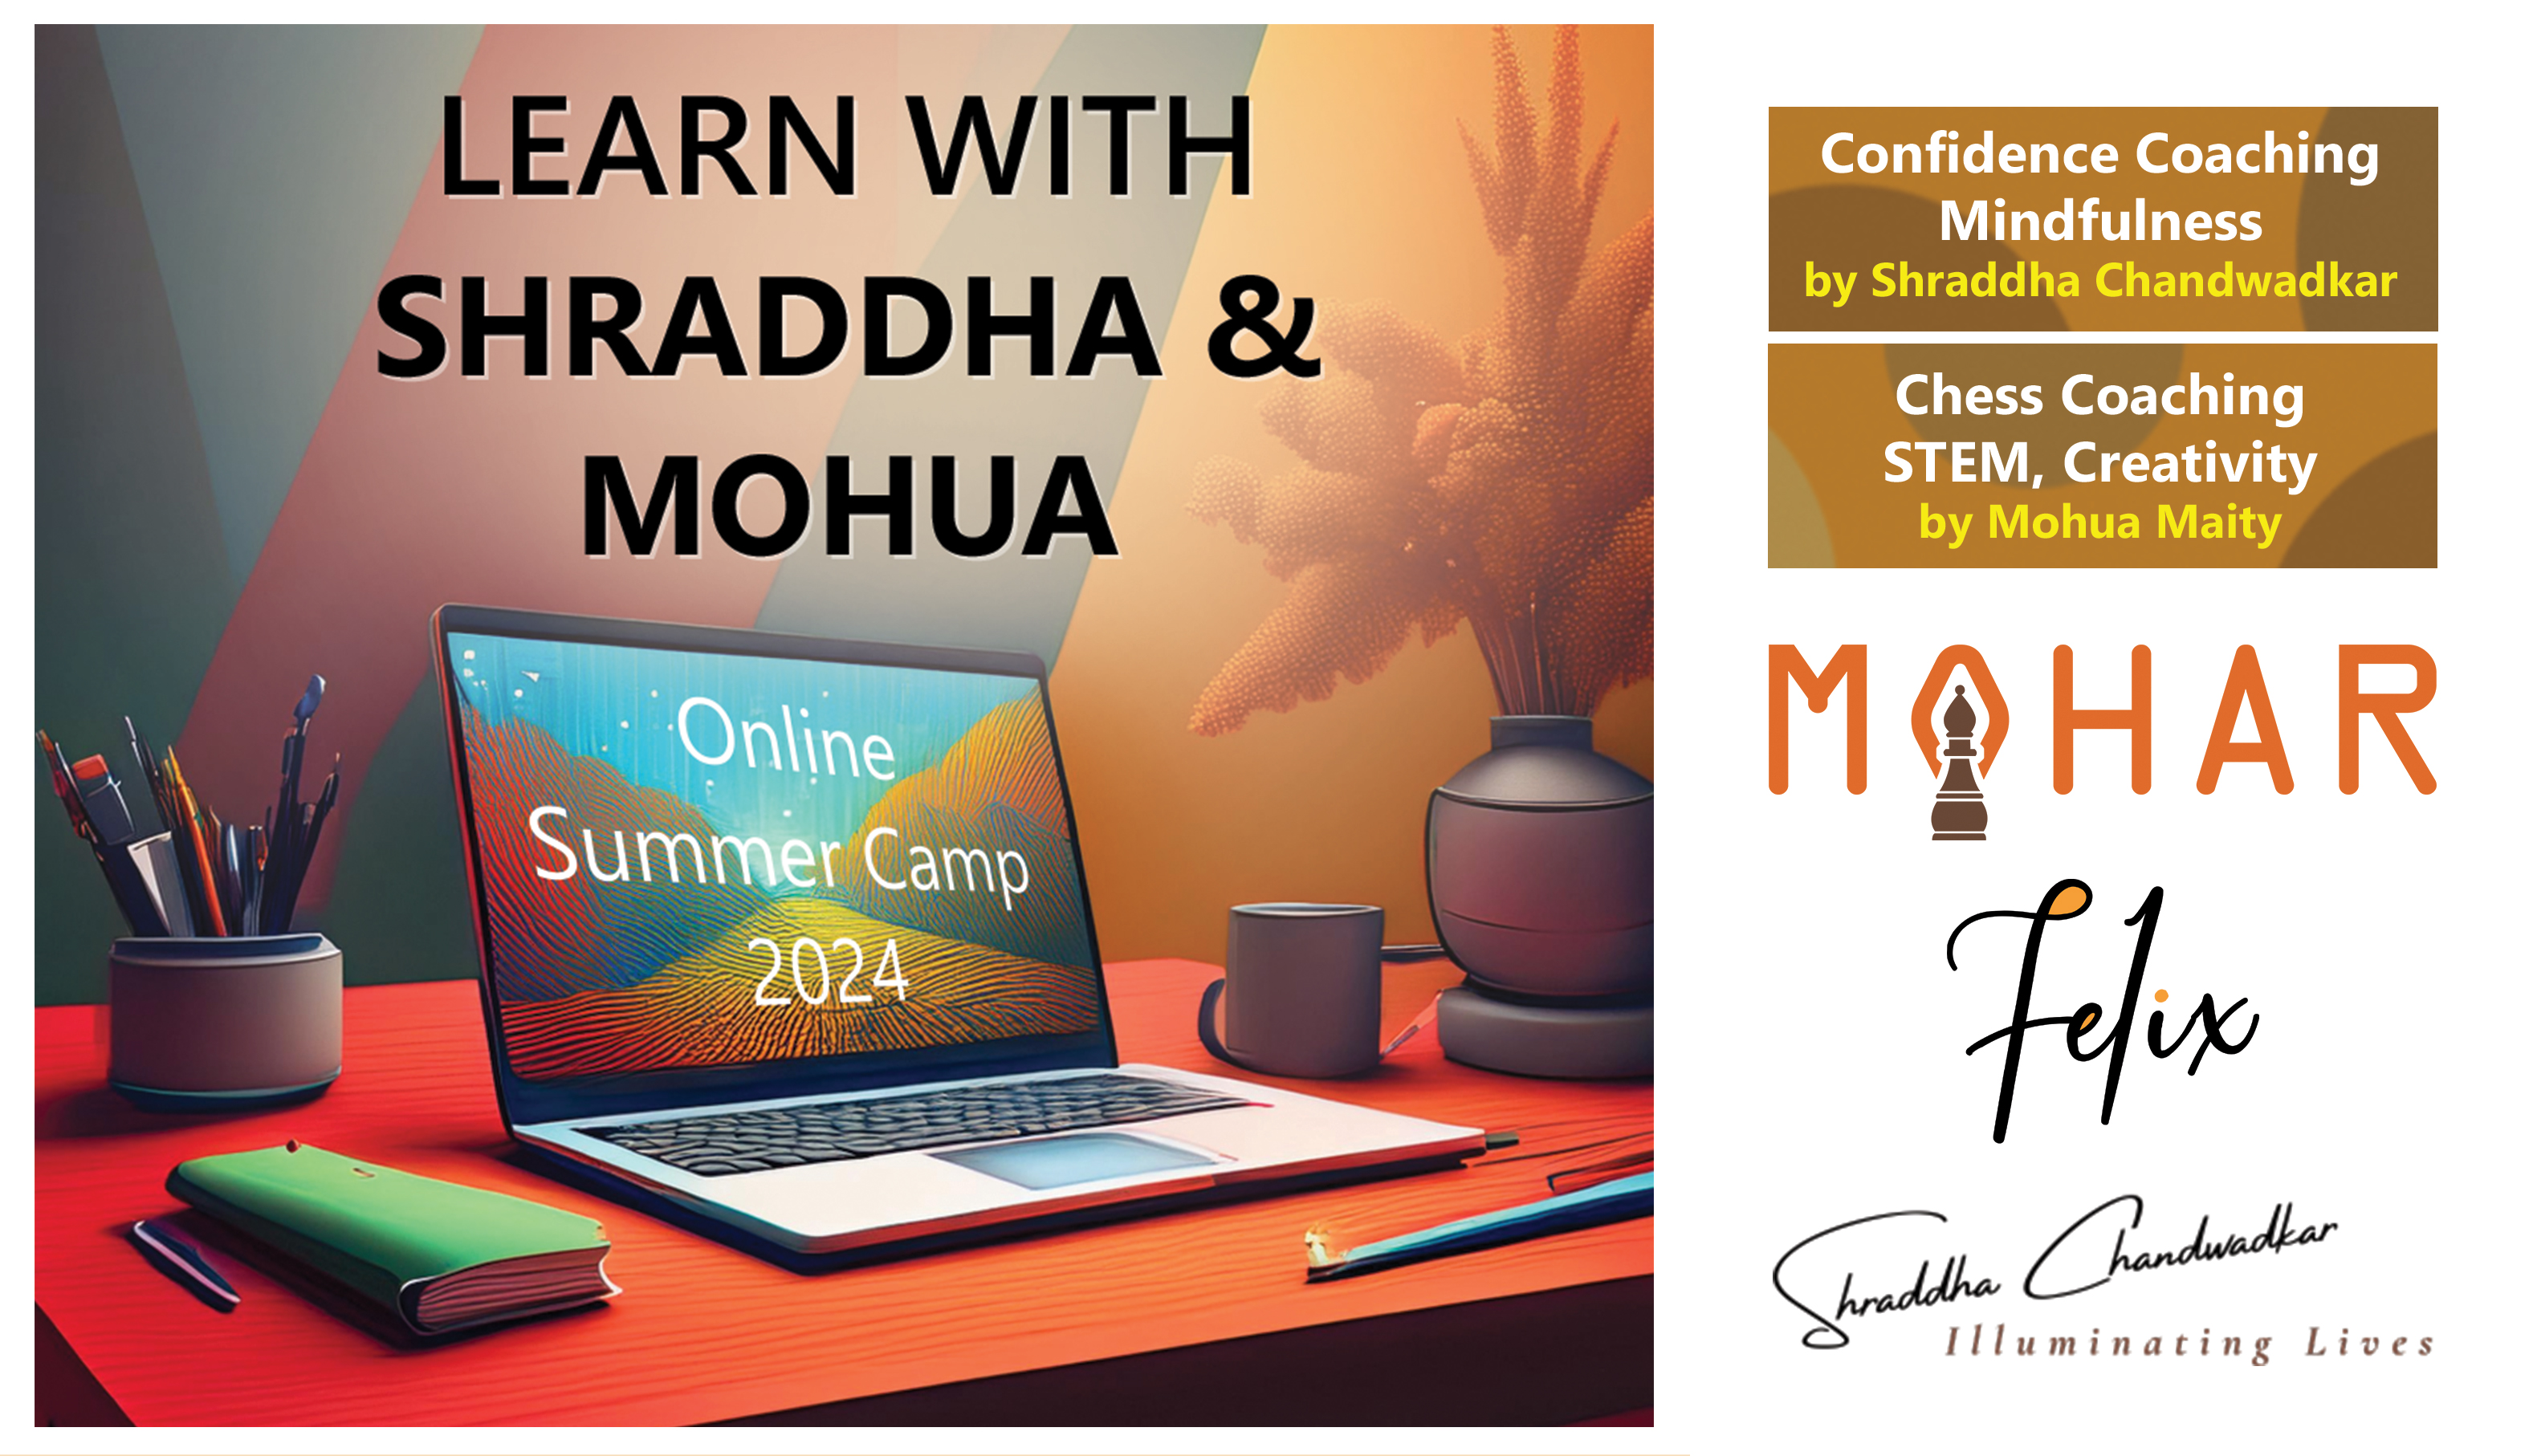 LEARN WITH
SHRADDHA &
MOHUA
Online
Summer Camp
2024
Confidence Coaching
Mindfulness
by Shraddha Chandwadkar
Chess Coaching
STEM, Creativity
by Mohua Maity
MOHAR
Felix
Shraddha Chandwadkar
Illuminating Lives